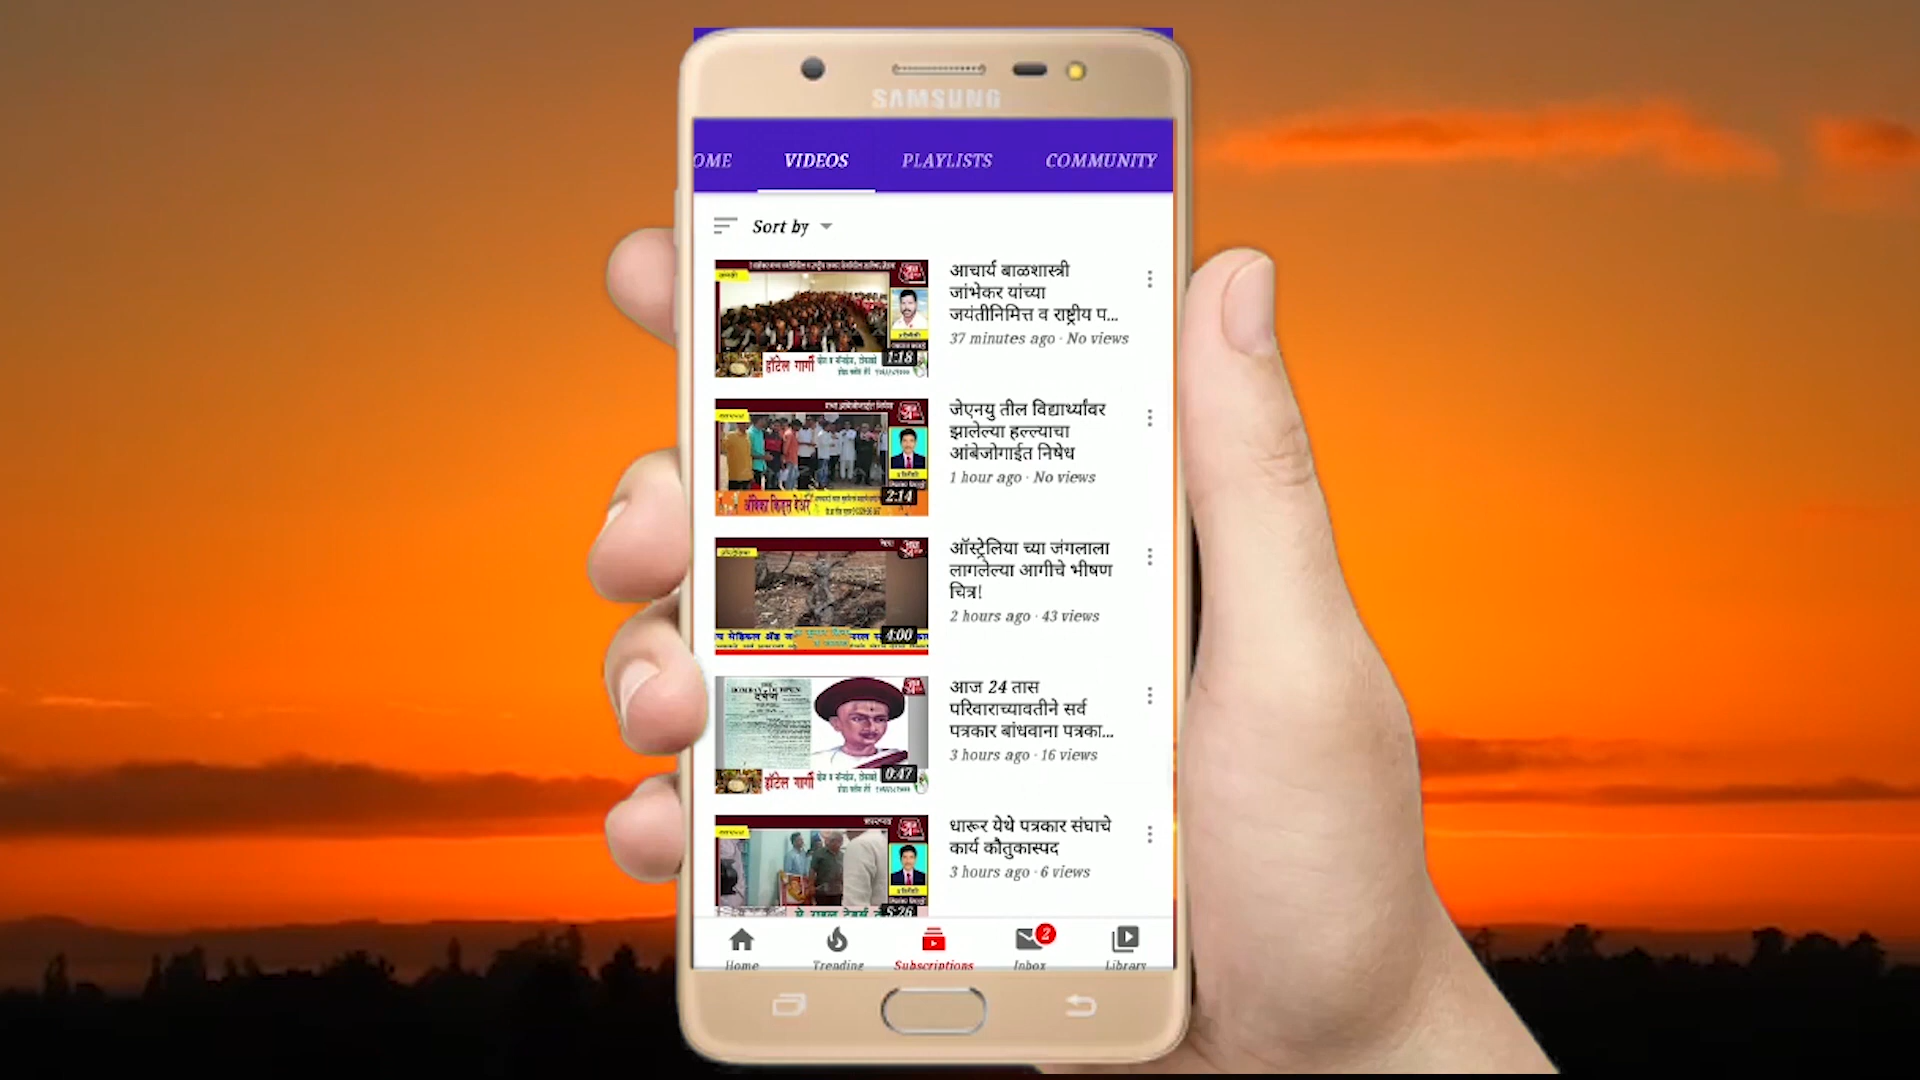 SAMSUNG
OME VIDEOS PLAYLISTS COMMUNITY
Sort by
आचार्य बाळशास्त्री
जांभेकर यांच्या
जयंतीनिमित्त व राष्ट्रीय प...
37 minutes ago · No views
हॉटेल गार्गी
1:18
जेएनयु तील विद्यार्थ्यांवर
झालेल्या हल्ल्याचा
आंबेजोगाईत निषेध
1 hour ago · No views
2:14
अंबिका किड्स वेअर
ऑस्ट्रेलिया च्या जंगलाला
लागलेल्या आगीचे भीषण
चित्र!
2 hours ago · 43 views
4:00
आज 24 तास
परिवाराच्यावतीने सर्व
पत्रकार बांधवाना पत्रका...
3 hours ago · 16 views
हॉटेल गार्गी
0:47
धारूर येथे पत्रकार संघाचे
कार्य कौतुकास्पद
3 hours ago · 6 views
5:26
Home Trending Subscriptions Inbox Library
2